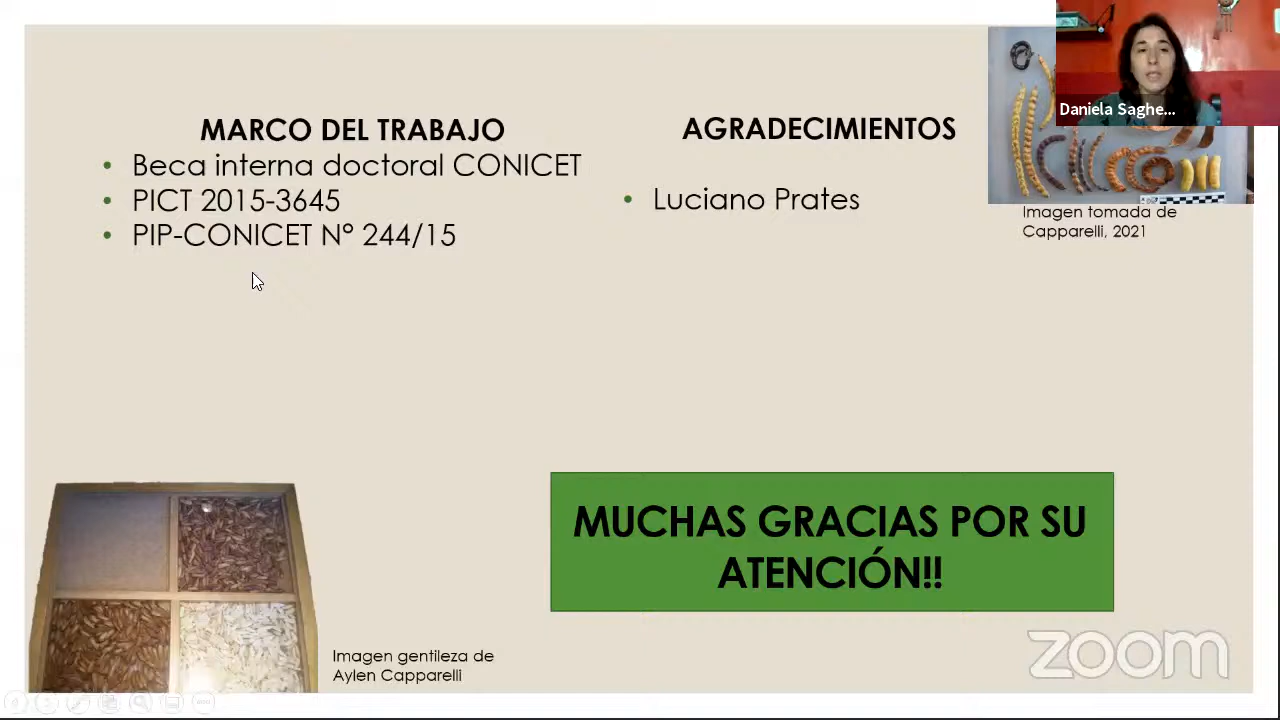 Daniela Saghe...
MARCO DEL TRABAJO
• Beca interna doctoral CONICET
• PICT 2015-3645
• PIP-CONICET N° 244/15
AGRADECIMIENTOS
• Luciano Prates
Imagen tomada de
Capparelli, 2021
MUCHAS GRACIAS POR SU
ATENCIÓN!!
Imagen gentileza de
Aylen Capparelli
zoom